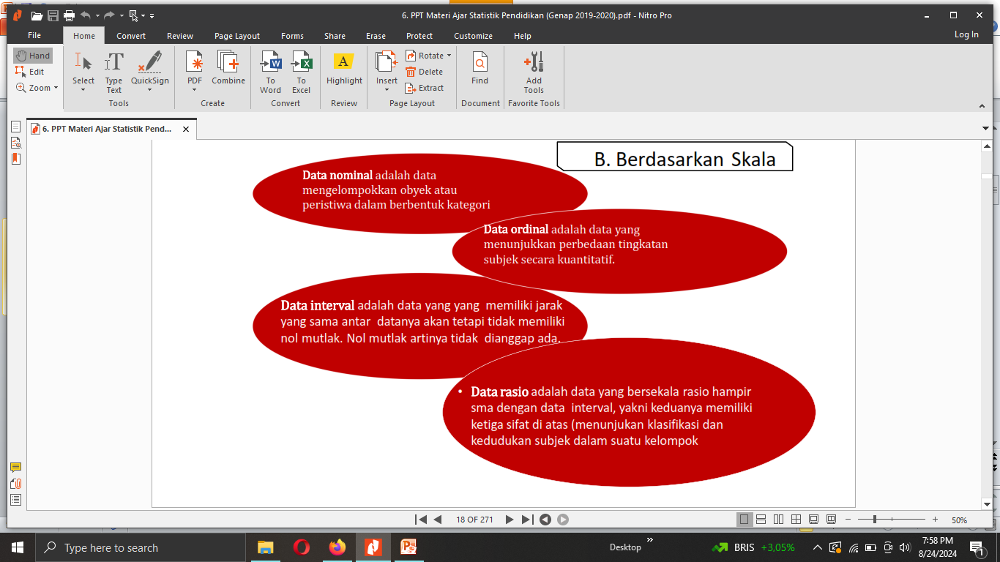 6. PPT Materi Ajar Statistik Pendidikan (Genap 2019-2020).pdf - Nitro Pro
File Home Convert Review Page Layout Forms Share Erase Protect Customize Help Log In
Hand
Edit
Zoom
Select
Type Text
QuickSign
Tools
PDF
Combine
Create
To Word
To Excel
Convert
Highlight
Review
Insert
Rotate
Delete
Extract
Page Layout
Find
Document
Add Tools
Favorite Tools
6. PPT Materi Ajar Statistik Pend...
B. Berdasarkan Skala
Data nominal adalah data
mengelompokkan obyek atau
peristiwa dalam berbentuk kategori
Data ordinal adalah data yang
menunjukkan perbedaan tingkatan
subjek secara kuantitatif.
Data interval adalah data yang yang memiliki jarak
yang sama antar datanya akan tetapi tidak memiliki
nol mutlak. Nol mutlak artinya tidak dianggap ada.
• Data rasio adalah data yang bersekala rasio hampir
sma dengan data interval, yakni keduanya memiliki
ketiga sifat di atas (menunjukan klasifikasi dan
kedudukan subjek dalam suatu kelompok
18 OF 271
50%
Type here to search
Desktop
BRIS +3,05%
7:58 PM
8/24/2024
1